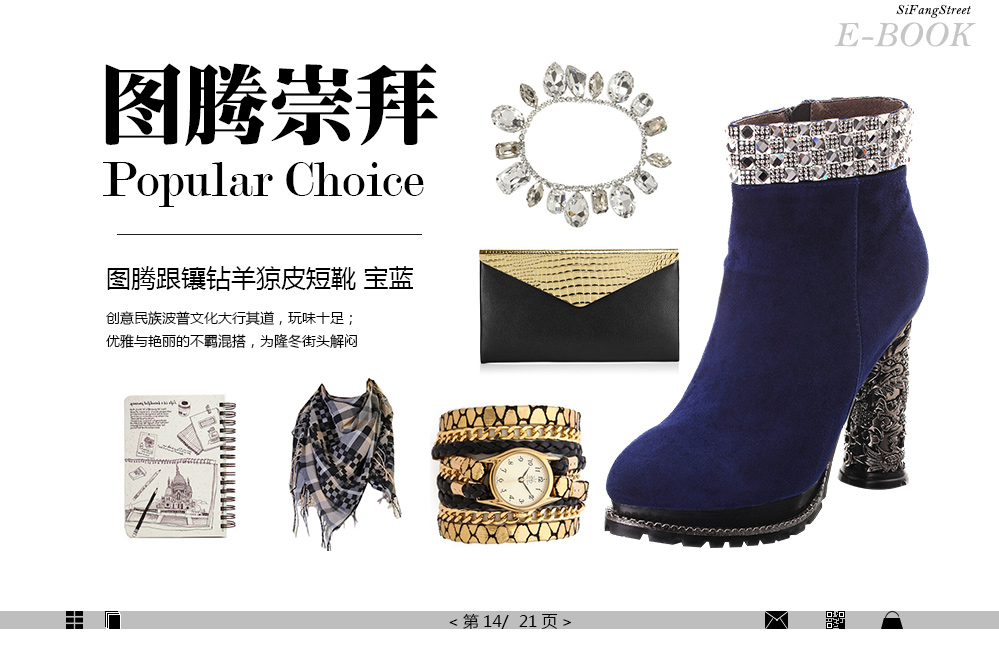 SiFangStreet
E-BOOK
图腾崇拜
Popular Choice
图腾跟镶钻羊猄皮短靴 宝蓝
创意民族波普文化大行其道，玩味十足；
优雅与艳丽的不羁混搭，为隆冬街头解闷
< 第 14/ 21 页 >